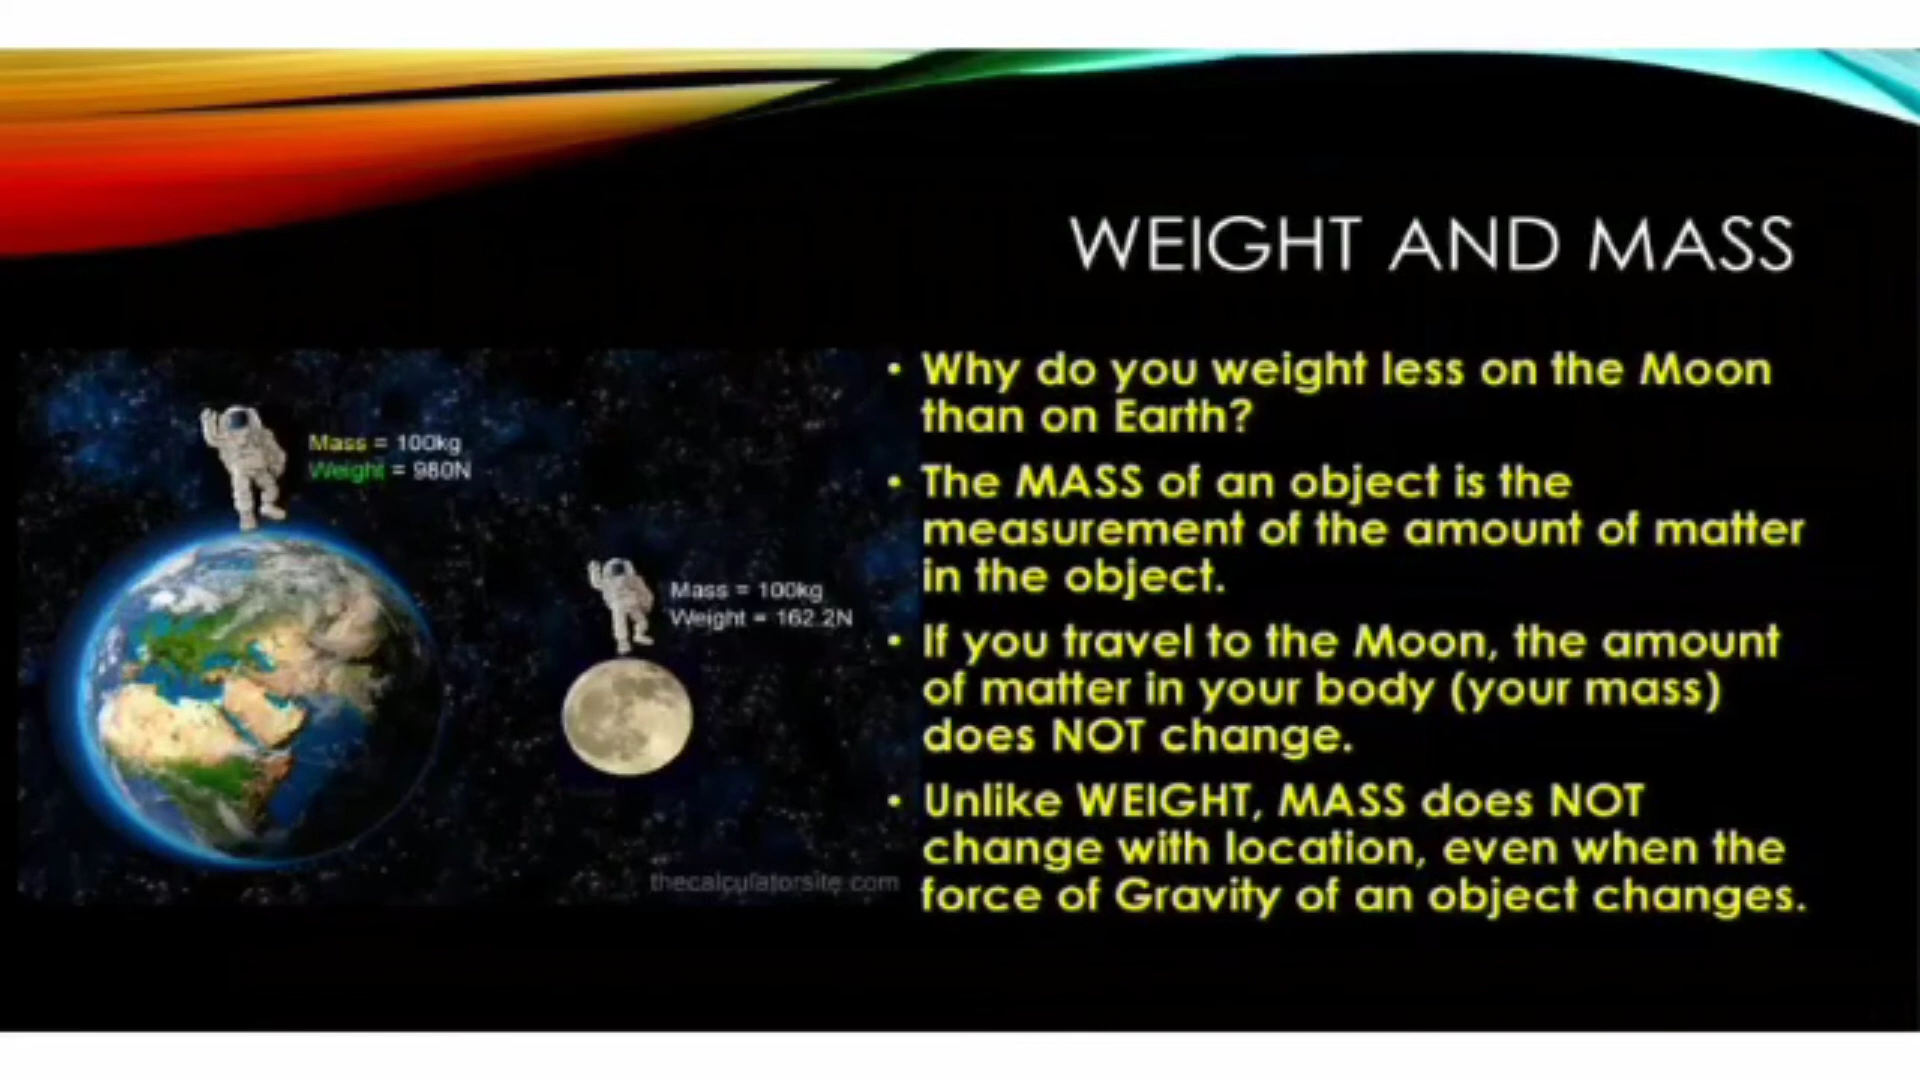 WEIGHT AND MASS
Mass = 100kg
Weight = 980N
Mass = 100kg
Weight = 162.2N
thecalculatorsite.com
• Why do you weight less on the Moon
than on Earth?
• The MASS of an object is the
measurement of the amount of matter
in the object.
• If you travel to the Moon, the amount
of matter in your body (your mass)
does NOT change.
• Unlike WEIGHT, MASS does NOT
change with location, even when the
force of Gravity of an object changes.